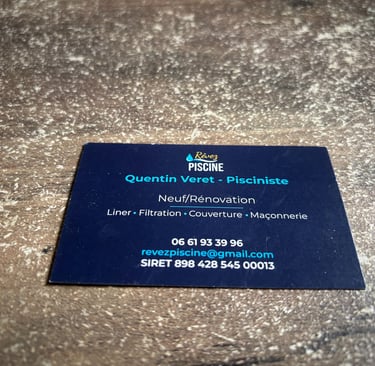 Rêvez
PISCINE
Quentin Veret - Pisciniste
Neuf/Rénovation
Liner • Filtration • Couverture • Maçonnerie
06 61 93 39 96
revezpiscine@gmail.com
SIRET 898 428 545 00013